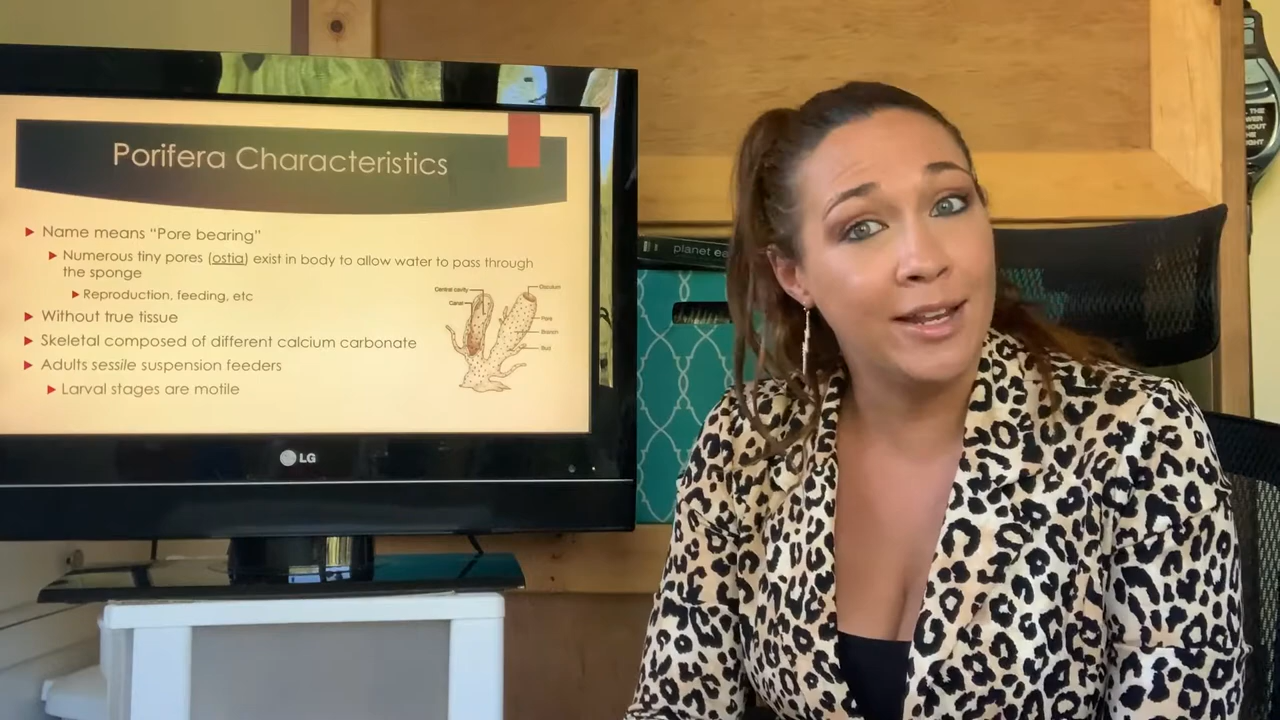 Porifera Characteristics
Name means “Pore bearing”
Numerous tiny pores (ostia) exist in body to allow water to pass through
the sponge
Reproduction, feeding, etc
Without true tissue
Skeletal composed of different calcium carbonate
Adults sessile suspension feeders
Larval stages are motile
Central cavity
Canal
Osculum
Pore
Branch
Bud
LG
planet ea